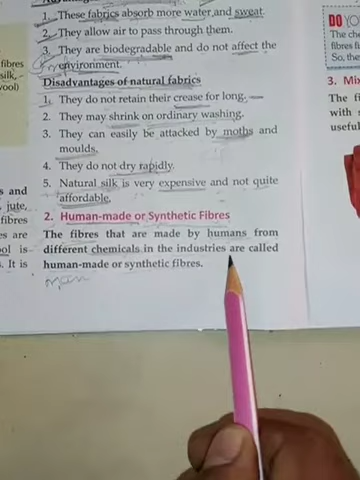 1. These fabrics absorb more water and sweat.
2. They allow air to pass through them.
3. They are biodegradable and do not affect the
environment.
Disadvantages of natural fabrics
1. They do not retain their crease for long.
2. They may shrink on ordinary washing.
3. They can easily be attacked by moths and
moulds.
4. They do not dry rapidly.
5. Natural silk is very expensive and not quite
affordable.
2. Human-made or Synthetic Fibres
The fibres that are made by humans from
different chemicals in the industries are called
human-made or synthetic fibres.
fibres
silk,
wool)
s and
jute,
fibres
es are
ool is
. It is
DO YO
The che
fibres
So, the
3. Mix
The fi
with s
useful